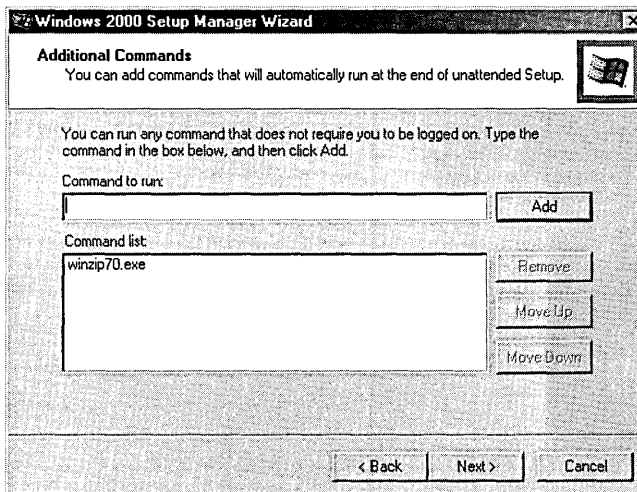 Windows 2000 Setup Manager Wizard
Additional Commands
You can add commands that will automatically run at the end of unattended Setup.
You can run any command that does not require you to be logged on. Type the
command in the box below, and then click Add.
Command to run:
Add
Command list:
winzip70.exe
Remove
Move Up
Move Down
< Back
Next >
Cancel